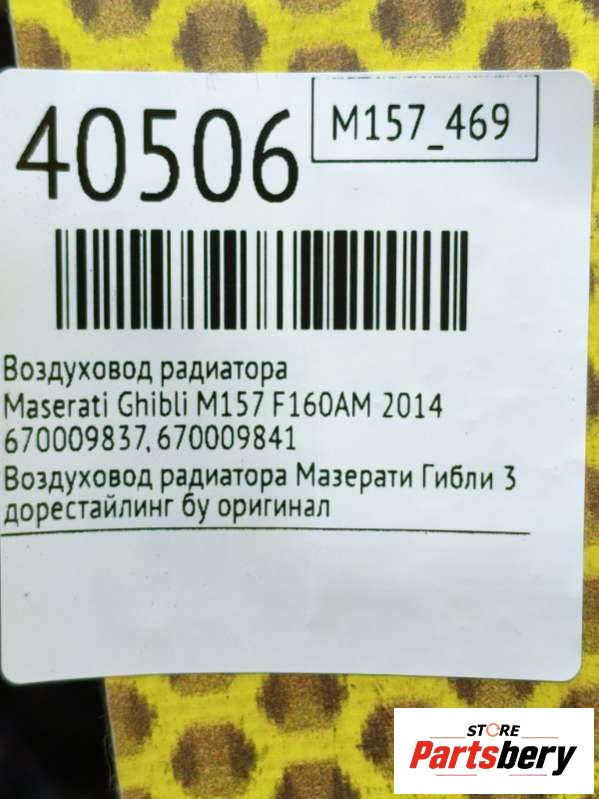 40506
M157_469
Воздуховод радиатора
Maserati Ghibli M157 F160AM 2014
670009837, 670009841
Воздуховод радиатора Мазерати Гибли 3
дорестайлинг бу оригинал
STORE
Partsbery